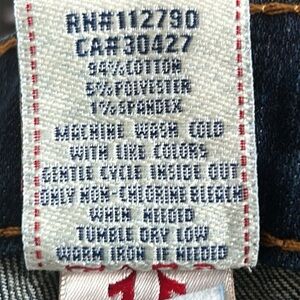 RN#112790
CA#30427
94%COTTON
5%POLYESTER
1%SPANDEX
MACHINE WASH COLD
WITH LIKE COLORS
GENTLE CYCLE INSIDE OUT
ONLY NON-CHLORINE BLEACH
WHEN NEEDED
TUMBLE DRY LOW
WARM IRON IF NEEDED